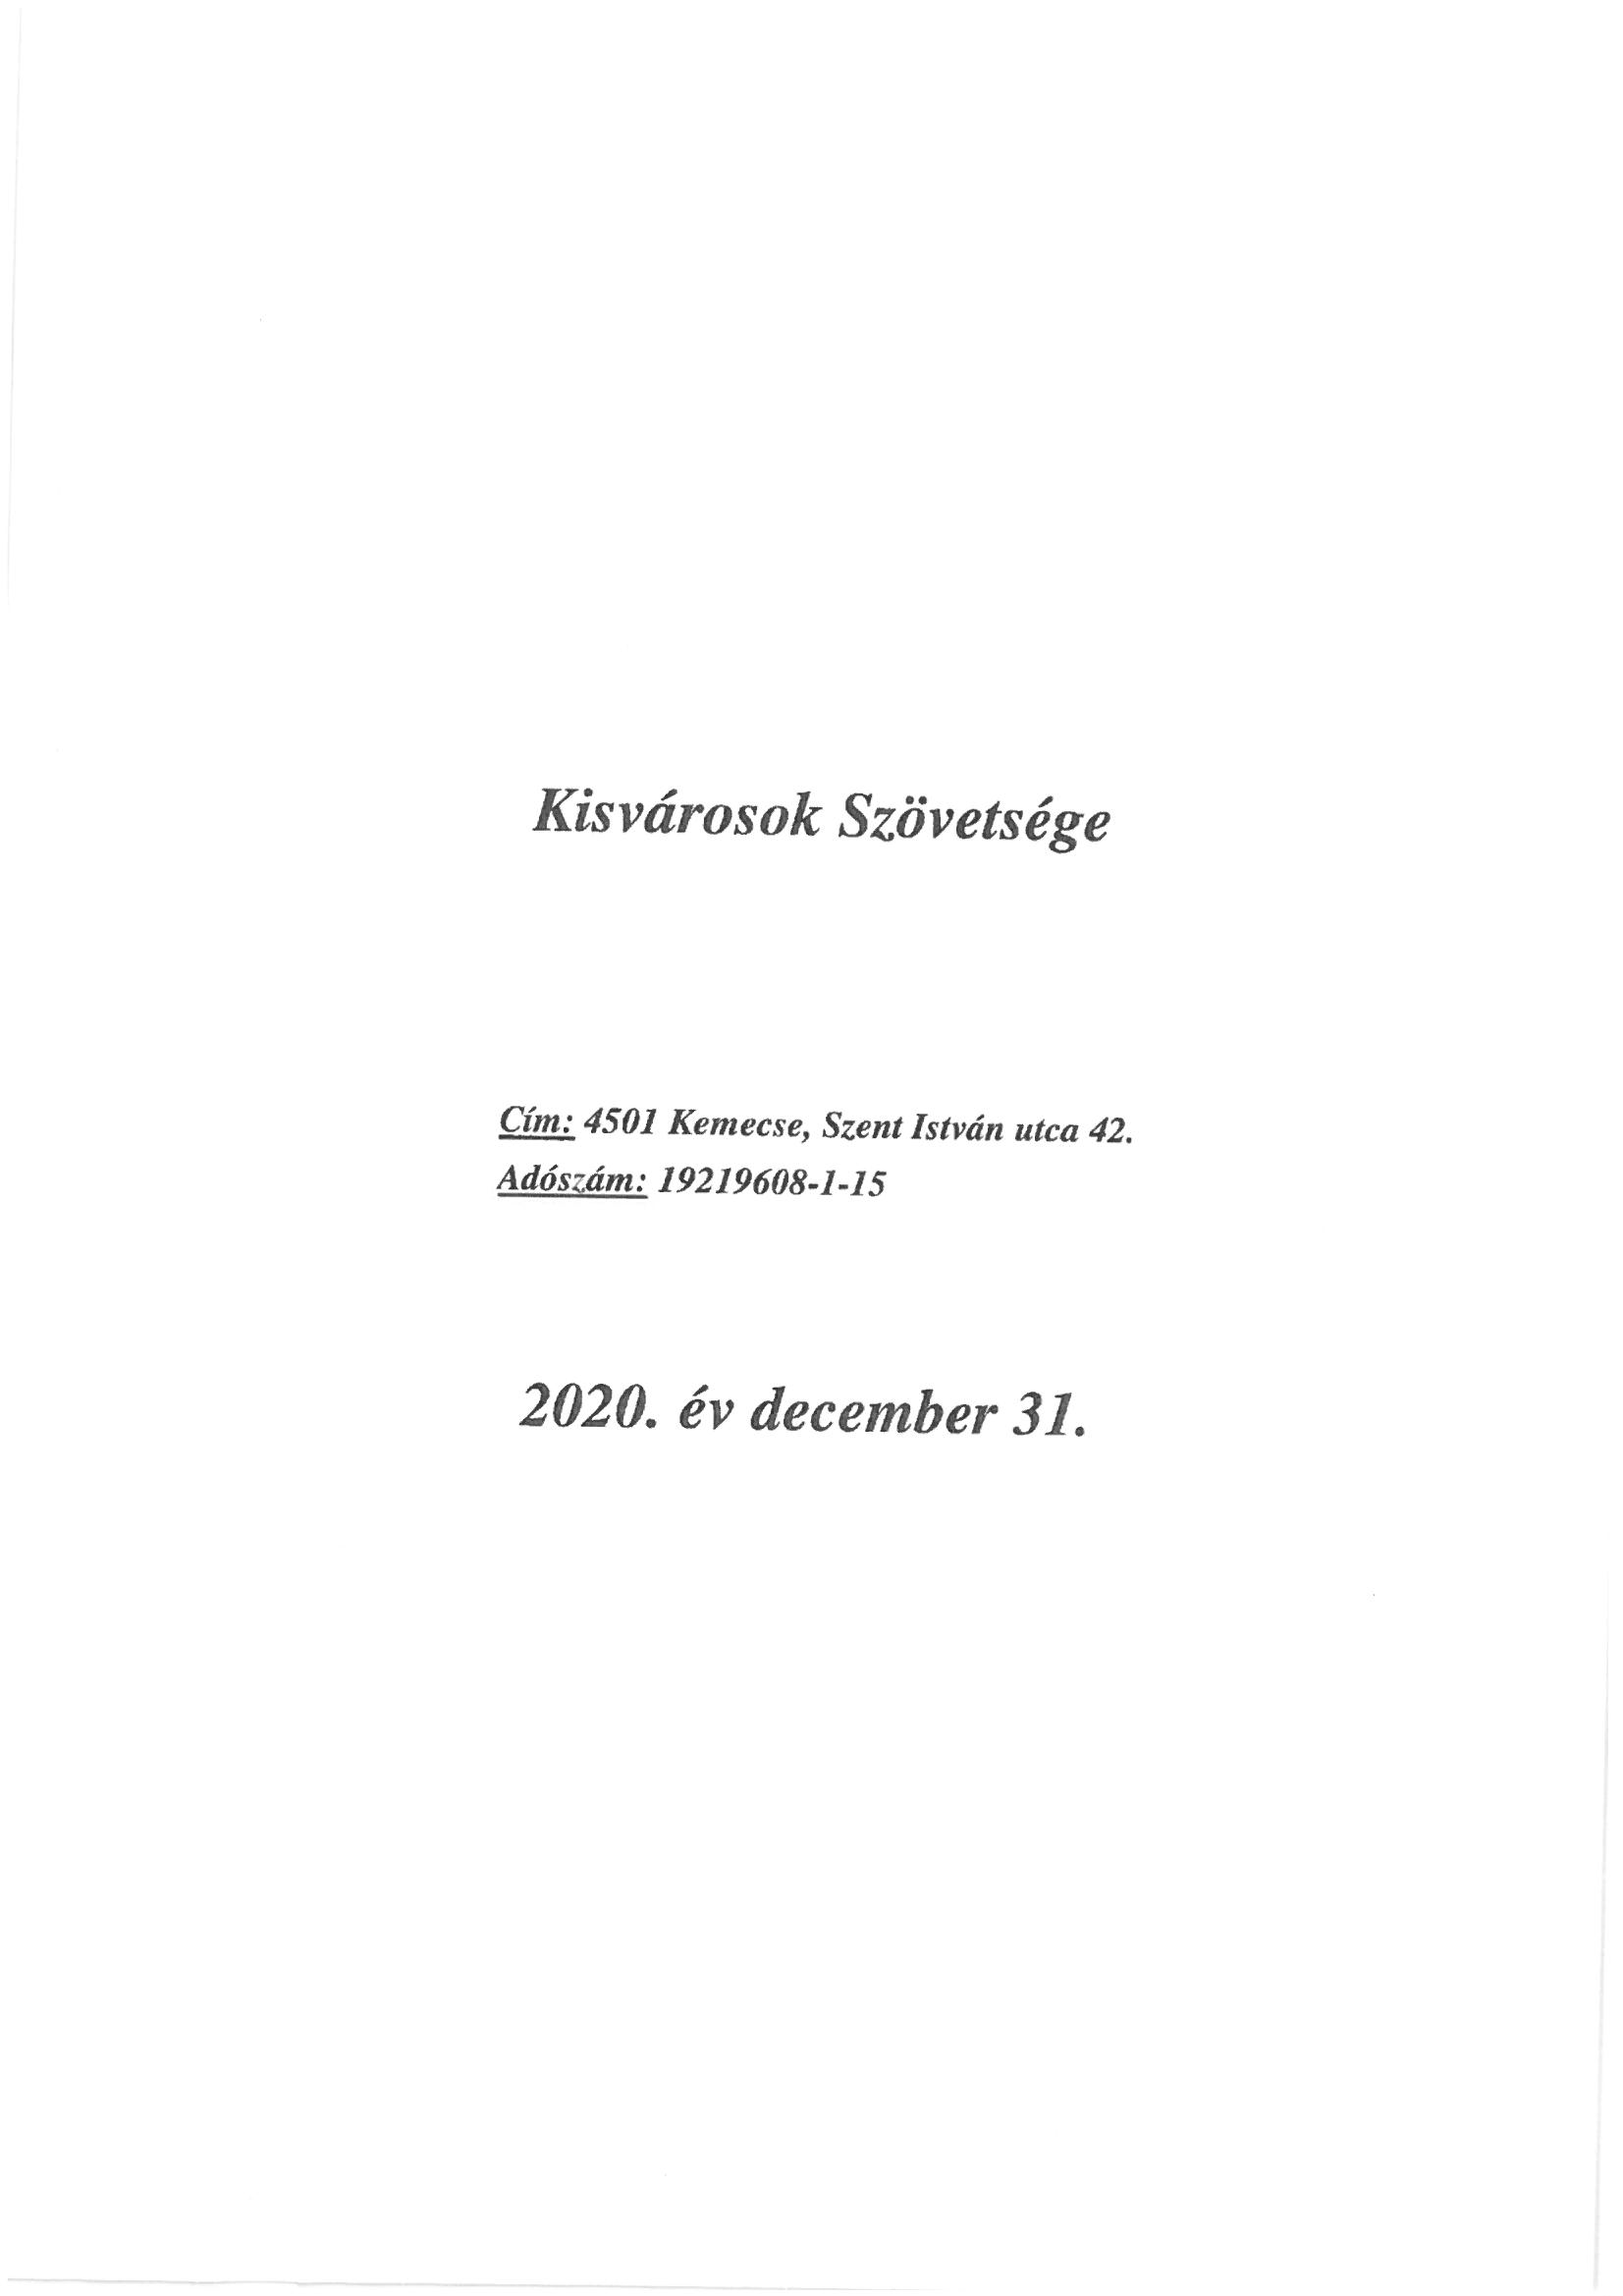 Kisvárosok Szövetsége
Cím: 4501 Kemecse, Szent István utca 42.
Adószám: 19219608-1-15
2020. év december 31.